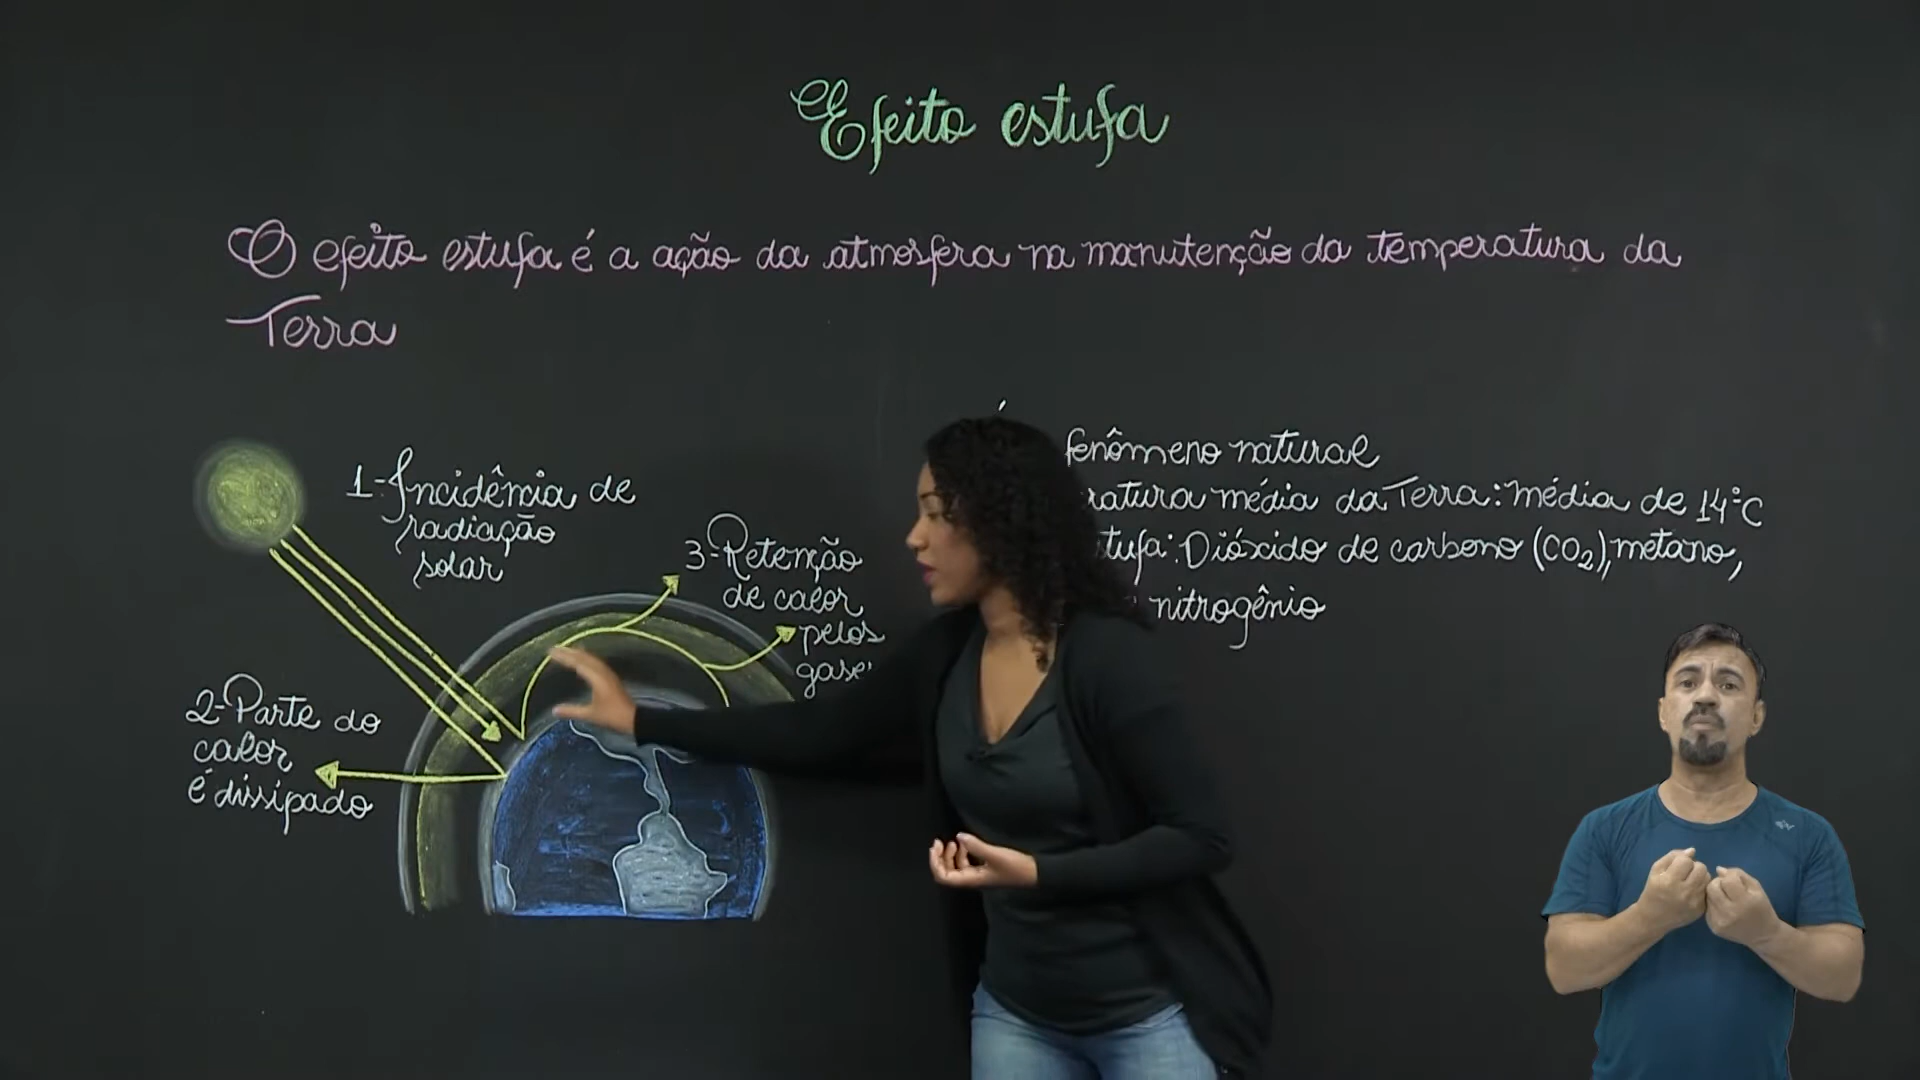 Efeito estufa
O efeito estufa é a ação da atmosfera na manutenção da temperatura da
Terra
1-Incidência de
radiação
solar
2-Parte do
calor
é dissipado
3-Retenção
de calor
pelos
fenômeno natural
média da Terra: média de 14°C
Dióxido de carbono (CO₂), metano,
nitrogênio